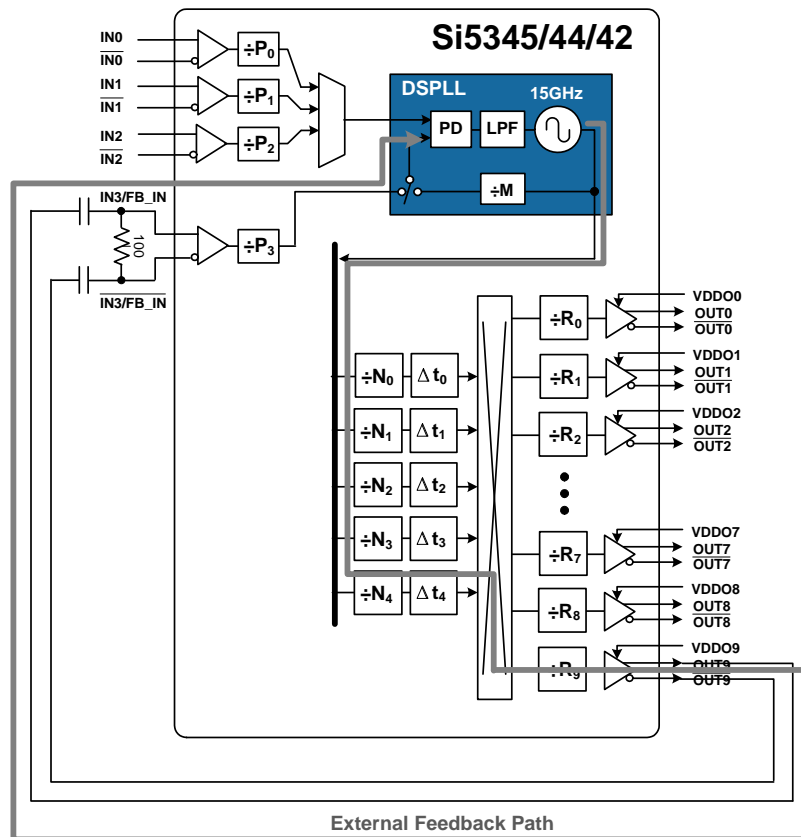 Si5345/44/42
IN0
IN0
÷P0
IN1
IN1
÷P1
IN2
IN2
÷P2
DSPLL
15GHz
PD
LPF
÷M
IN3/FB_IN
100
IN3/FB_IN
÷P3
÷N0
Δt0
÷N1
Δt1
÷N2
Δt2
÷N3
Δt3
÷N4
Δt4
÷R0
VDDO0
OUT0
OUT0
÷R1
VDDO1
OUT1
OUT1
÷R2
VDDO2
OUT2
OUT2
÷R7
VDDO7
OUT7
OUT7
÷R8
VDDO8
OUT8
OUT8
÷R9
VDDO9
OUT9
OUT9
External Feedback Path